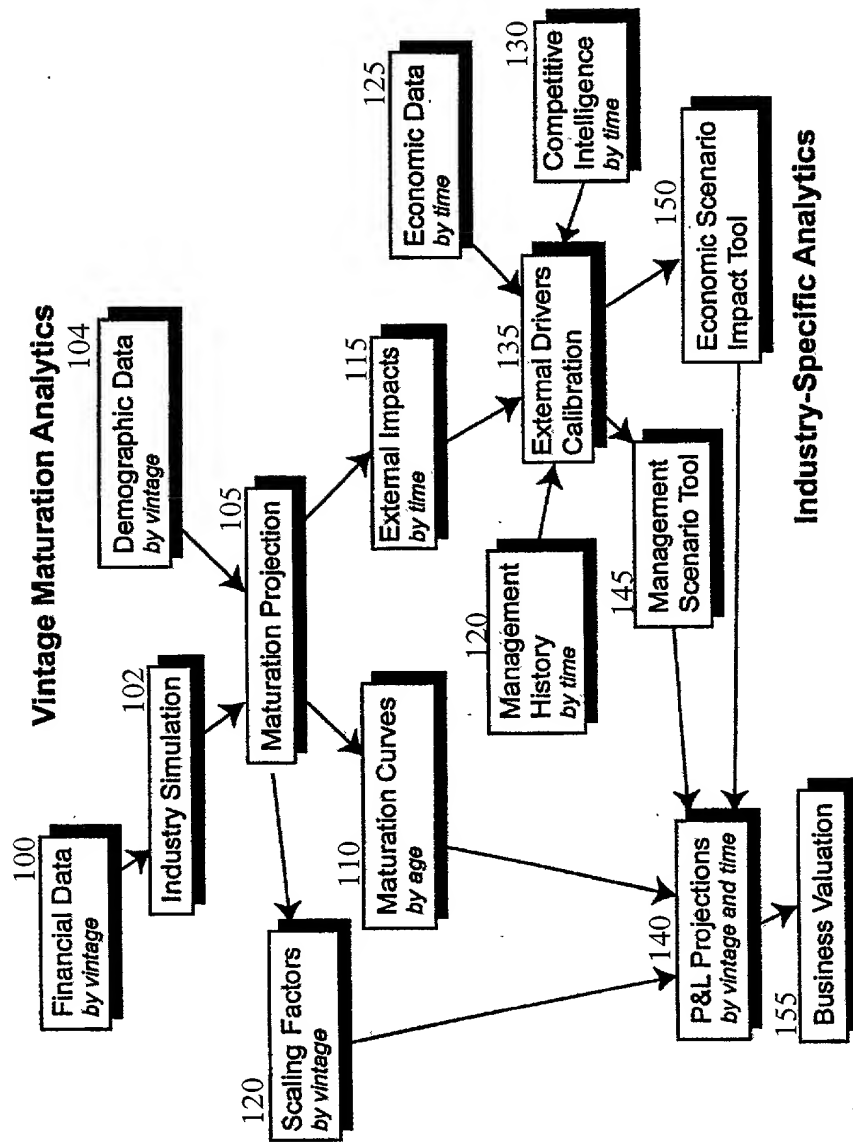 Vintage Maturation Analytics
100
Financial Data
by vintage
102
Industry Simulation
104
Demographic Data
by vintage
105
Maturation Projection
120
Scaling Factors
by vintage
110
Maturation Curves
by age
115
External Impacts
by time
125
Economic Data
by time
130
Competitive
Intelligence
by time
120
Management
History
by time
135
External Drivers
Calibration
145
Management
Scenario Tool
150
Economic Scenario
Impact Tool
140
P&L Projections
by vintage and time
155
Business Valuation
Industry-Specific Analytics